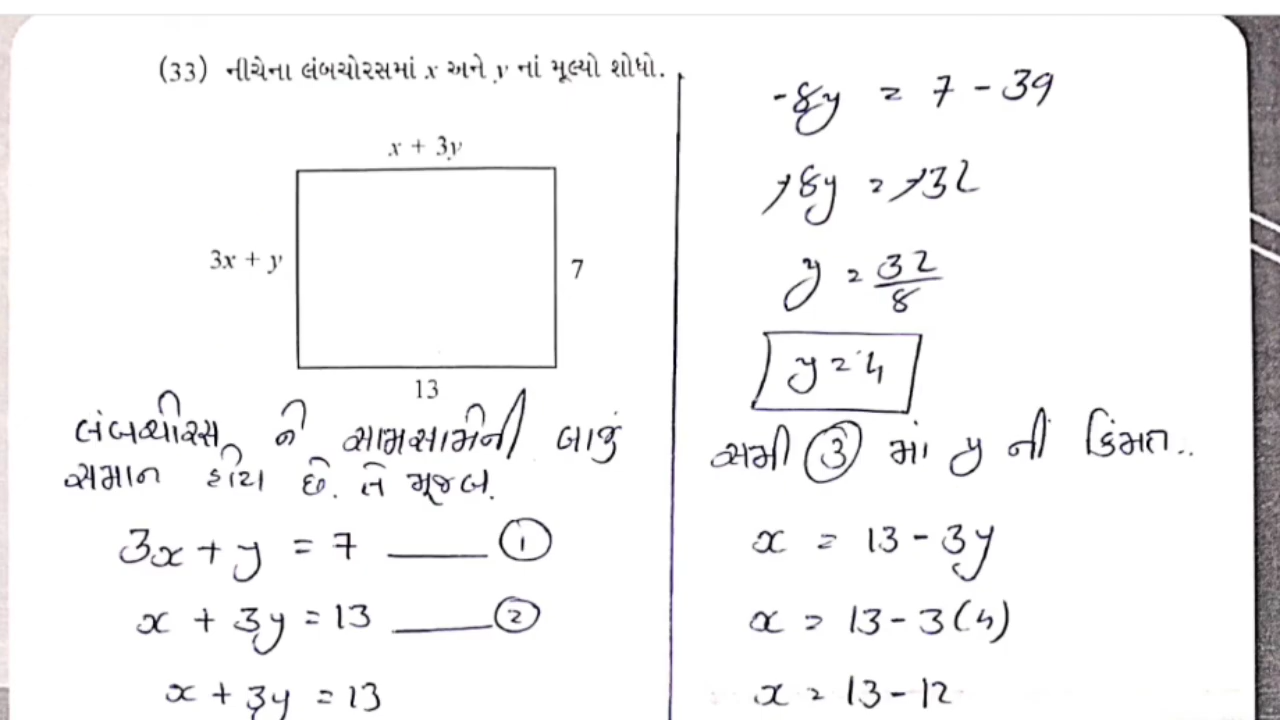 (33) નીચેના લંબચોરસમાં x અને y નાં મૂલ્યો શોધો.
x + 3y
3x + y
7
13
લંબચોરસ ની સામસામેની બાજુ
સમાન હોય છે. તે મૂજબ.
3x + y = 7 ——— ①
x + 3y = 13 ——— ②
x + 3y = 13
-8y = 7 - 39
-8y = -32
y = 32/8
y = 4
સમી ③ માં y ની કિંમત..
x = 13 - 3y
x = 13 - 3(4)
x = 13 - 12